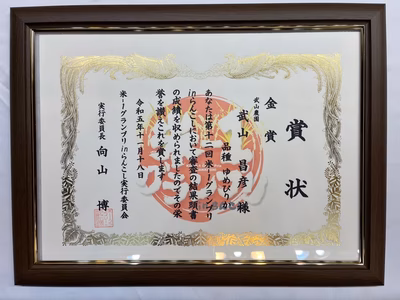 賞状
金賞
武山農園
武山 昌彦 様
品種 ゆめぴりか
あなたは第十二回米-1グランプリ
inらんこしにおいて審査の結果頭書
の成績を収められましたのでその栄
誉を讃えこれを賞します
令和五年十一月十八日
米-1グランプリinらんこし実行委員会
実行委員長 向山 博